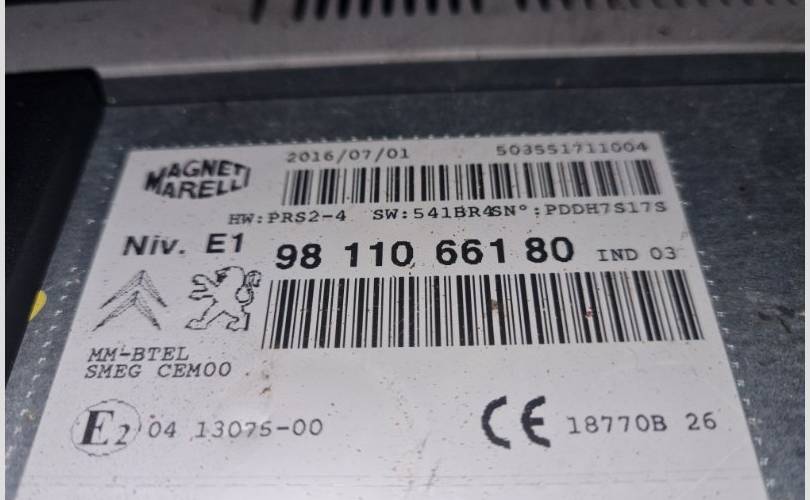 2016/07/01 503551711004
MAGNETI
MARELLI
HW:PRS2-4 SW:541BR4SN°:PDDH7S17S
Niv. E1 98 110 661 80 IND 03
MM-BTEL
SMEG CEM00
E2 04 13075-00 CE 18770B 26